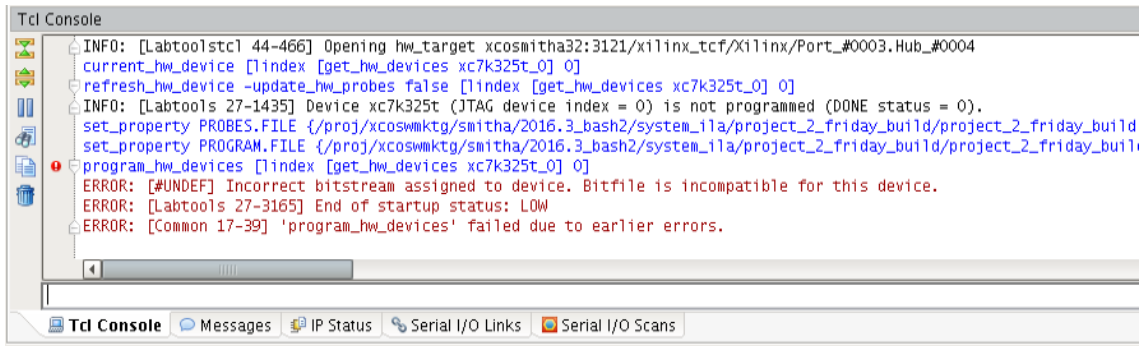 Tcl Console
INFO: [Labtoolstcl 44-466] Opening hw_target xcosmitha32:3121/xilinx_tcf/Xilinx/Port_#0003.Hub_#0004
current_hw_device [lindex [get_hw_devices xc7k325t_0] 0]
refresh_hw_device -update_hw_probes false [lindex [get_hw_devices xc7k325t_0] 0]
INFO: [Labtools 27-1435] Device xc7k325t (JTAG device index = 0) is not programmed (DONE status = 0).
set_property PROBES.FILE {/proj/xcoswmktg/smitha/2016.3_bash2/system_ila/project_2_friday_build/project_2_friday_build
set_property PROGRAM.FILE {/proj/xcoswmktg/smitha/2016.3_bash2/system_ila/project_2_friday_build/project_2_friday_buil
program_hw_devices [lindex [get_hw_devices xc7k325t_0] 0]
ERROR: [#UNDEF] Incorrect bitstream assigned to device. Bitfile is incompatible for this device.
ERROR: [Labtools 27-3165] End of startup status: LOW
ERROR: [Common 17-39] 'program_hw_devices' failed due to earlier errors.
Tcl Console Messages IP Status Serial I/O Links Serial I/O Scans